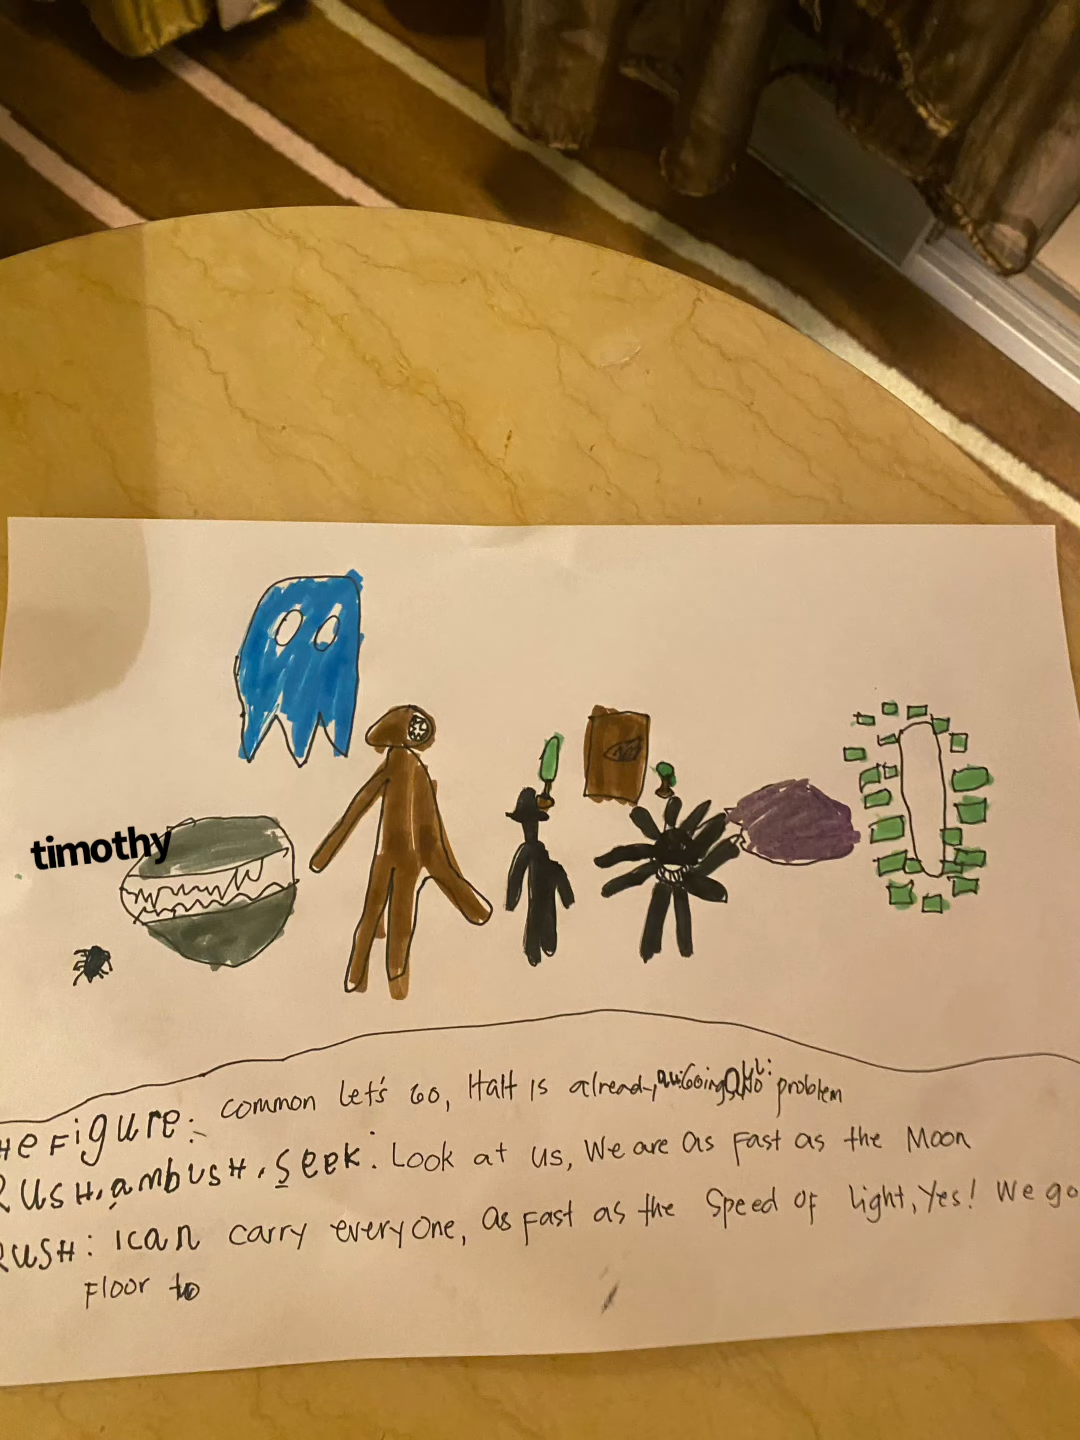 timothy
HE FIGURE: common Let's Go, Halt Is already going, problem
RUSH, ambusH, Seek: Look at us, We are as Fast as the Moon
RUSH: I can carry everyone, as Fast as the Speed OF light, Yes! We go
Floor to